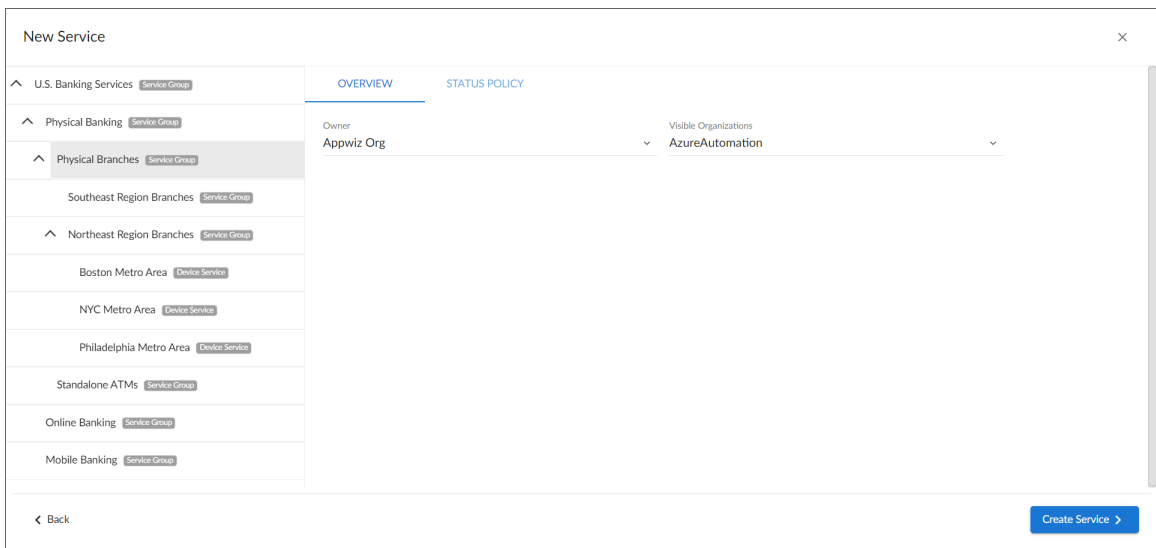 New Service
U.S. Banking Services Service Group
Physical Banking Service Group
Physical Branches Service Group
Southeast Region Branches Service Group
Northeast Region Branches Service Group
Boston Metro Area Device Service
NYC Metro Area Device Service
Philadelphia Metro Area Device Service
Standalone ATMs Service Group
Online Banking Service Group
Mobile Banking Service Group
OVERVIEW STATUS POLICY
Owner Visible Organizations
Appwiz Org AzureAutomation
Back Create Service